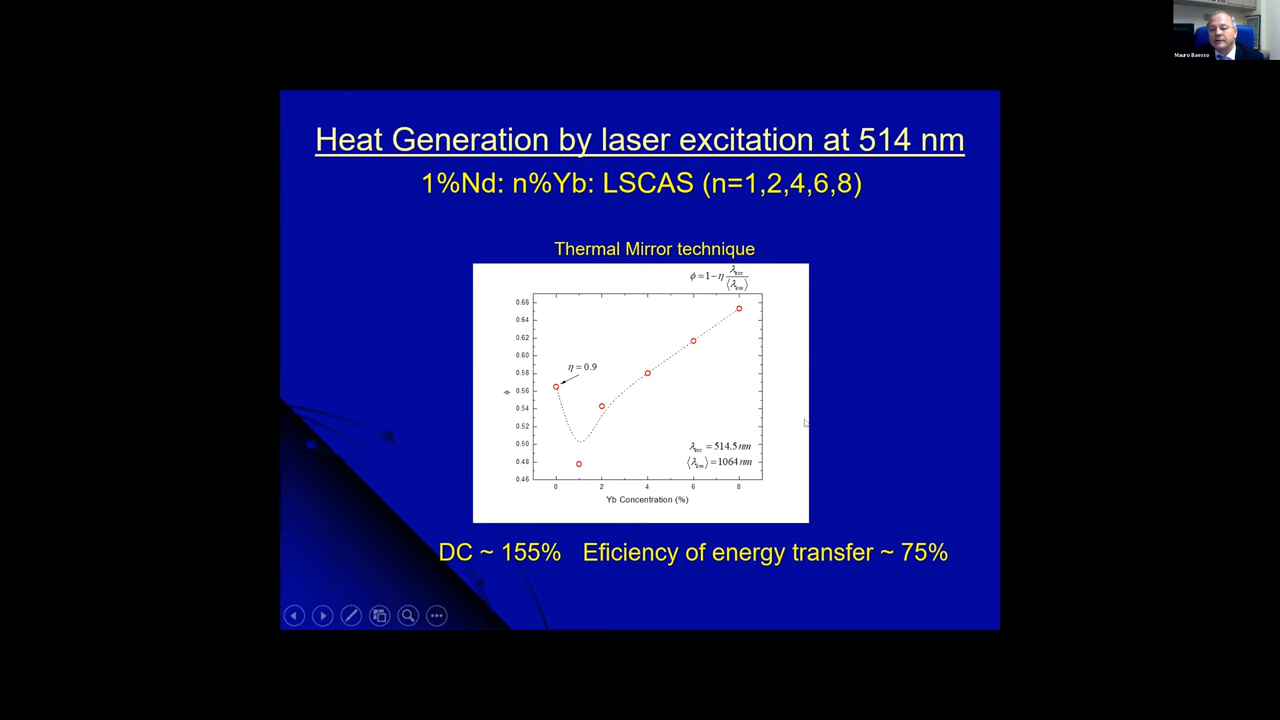 Mauro Baesso
Heat Generation by laser excitation at 514 nm
1%Nd: n%Yb: LSCAS (n=1,2,4,6,8)
Thermal Mirror technique
ϕ = 1 − η λexc / ⟨λem⟩
0.66
0.64
0.62
0.60
0.58
0.56
0.54
0.52
0.50
0.48
0.46
ϕ
η = 0.9
λexc = 514.5 nm
⟨λem⟩ = 1064 nm
0 2 4 6 8
Yb Concentration (%)
DC ~ 155% Eficiency of energy transfer ~ 75%